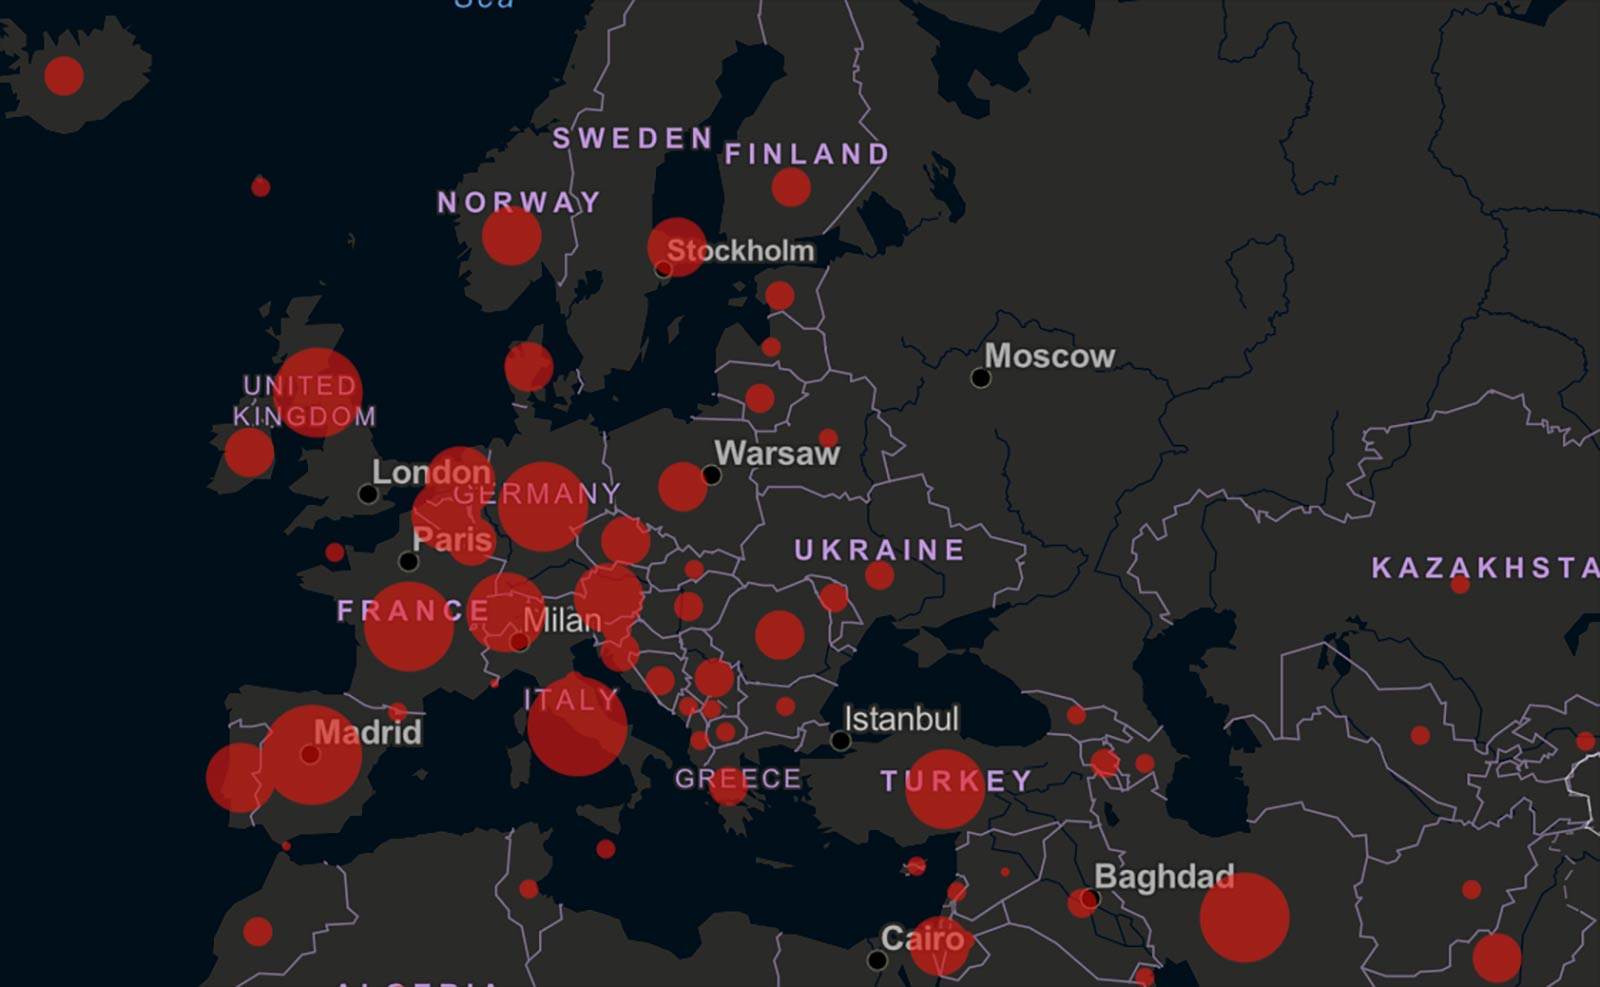 Sea
SWEDEN
FINLAND
NORWAY
Stockholm
Moscow
UNITED
KINGDOM
Warsaw
London
GERMANY
Paris
UKRAINE
KAZAKHSTA
FRANCE
Milan
ITALY
Madrid
Istanbul
GREECE
TURKEY
Baghdad
Cairo
ALGERIA